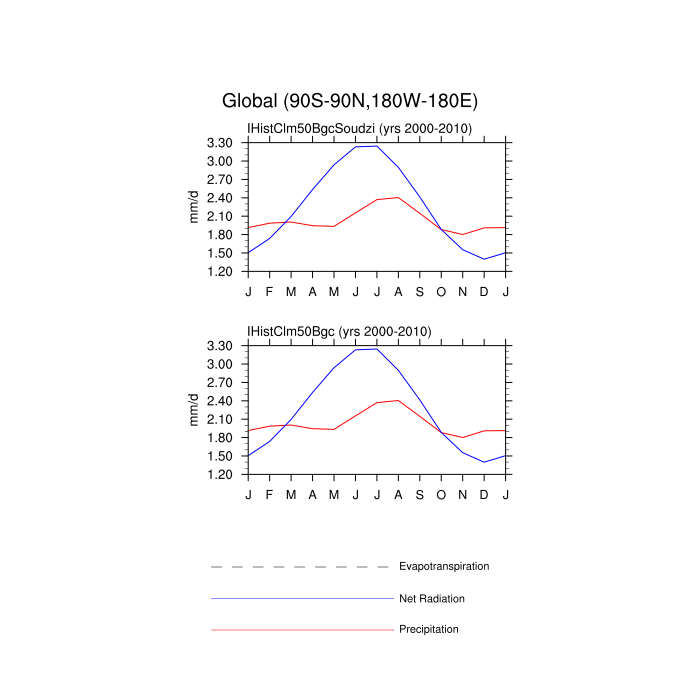 Global (90S-90N,180W-180E)
IHistClm50BgcSoudzi (yrs 2000-2010)
3.30
3.00
2.70
2.40
2.10
1.80
1.50
1.20
mm/d
J F M A M J J A S O N D J
IHistClm50Bgc (yrs 2000-2010)
3.30
3.00
2.70
2.40
2.10
1.80
1.50
1.20
mm/d
J F M A M J J A S O N D J
Evapotranspiration
Net Radiation
Precipitation